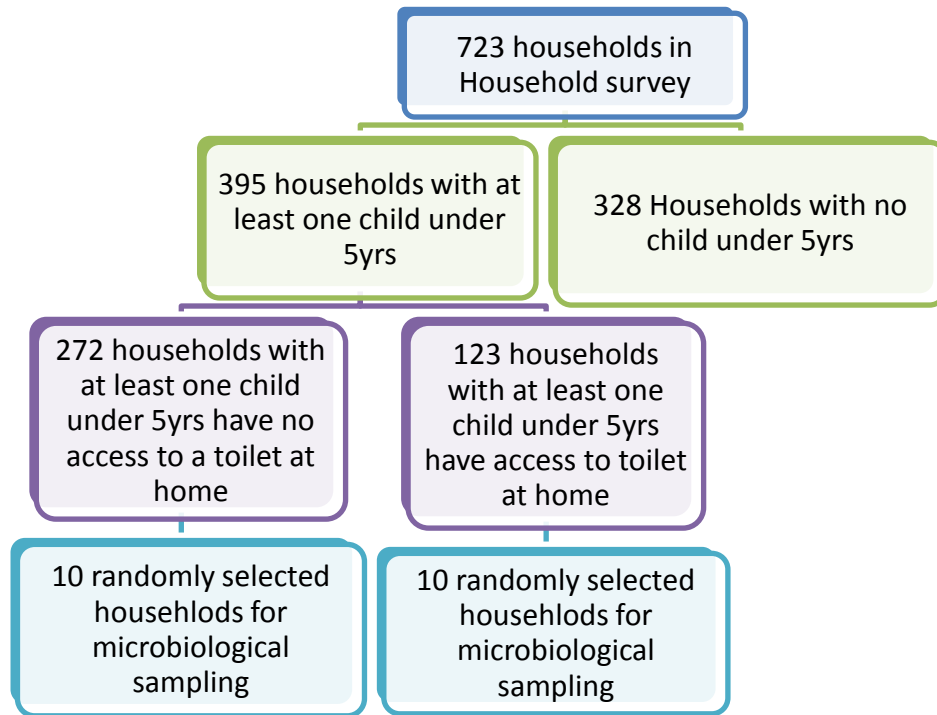 723 households in
Household survey
395 households with at
least one child under
5yrs
328 Households with no
child under 5yrs
272 households with
at least one child
under 5yrs have no
access to a toilet at
home
123 households
with at least one
child under 5yrs
have access to toilet
at home
10 randomly selected
househlods for
microbiological
sampling
10 randomly selected
househlods for
microbiological
sampling